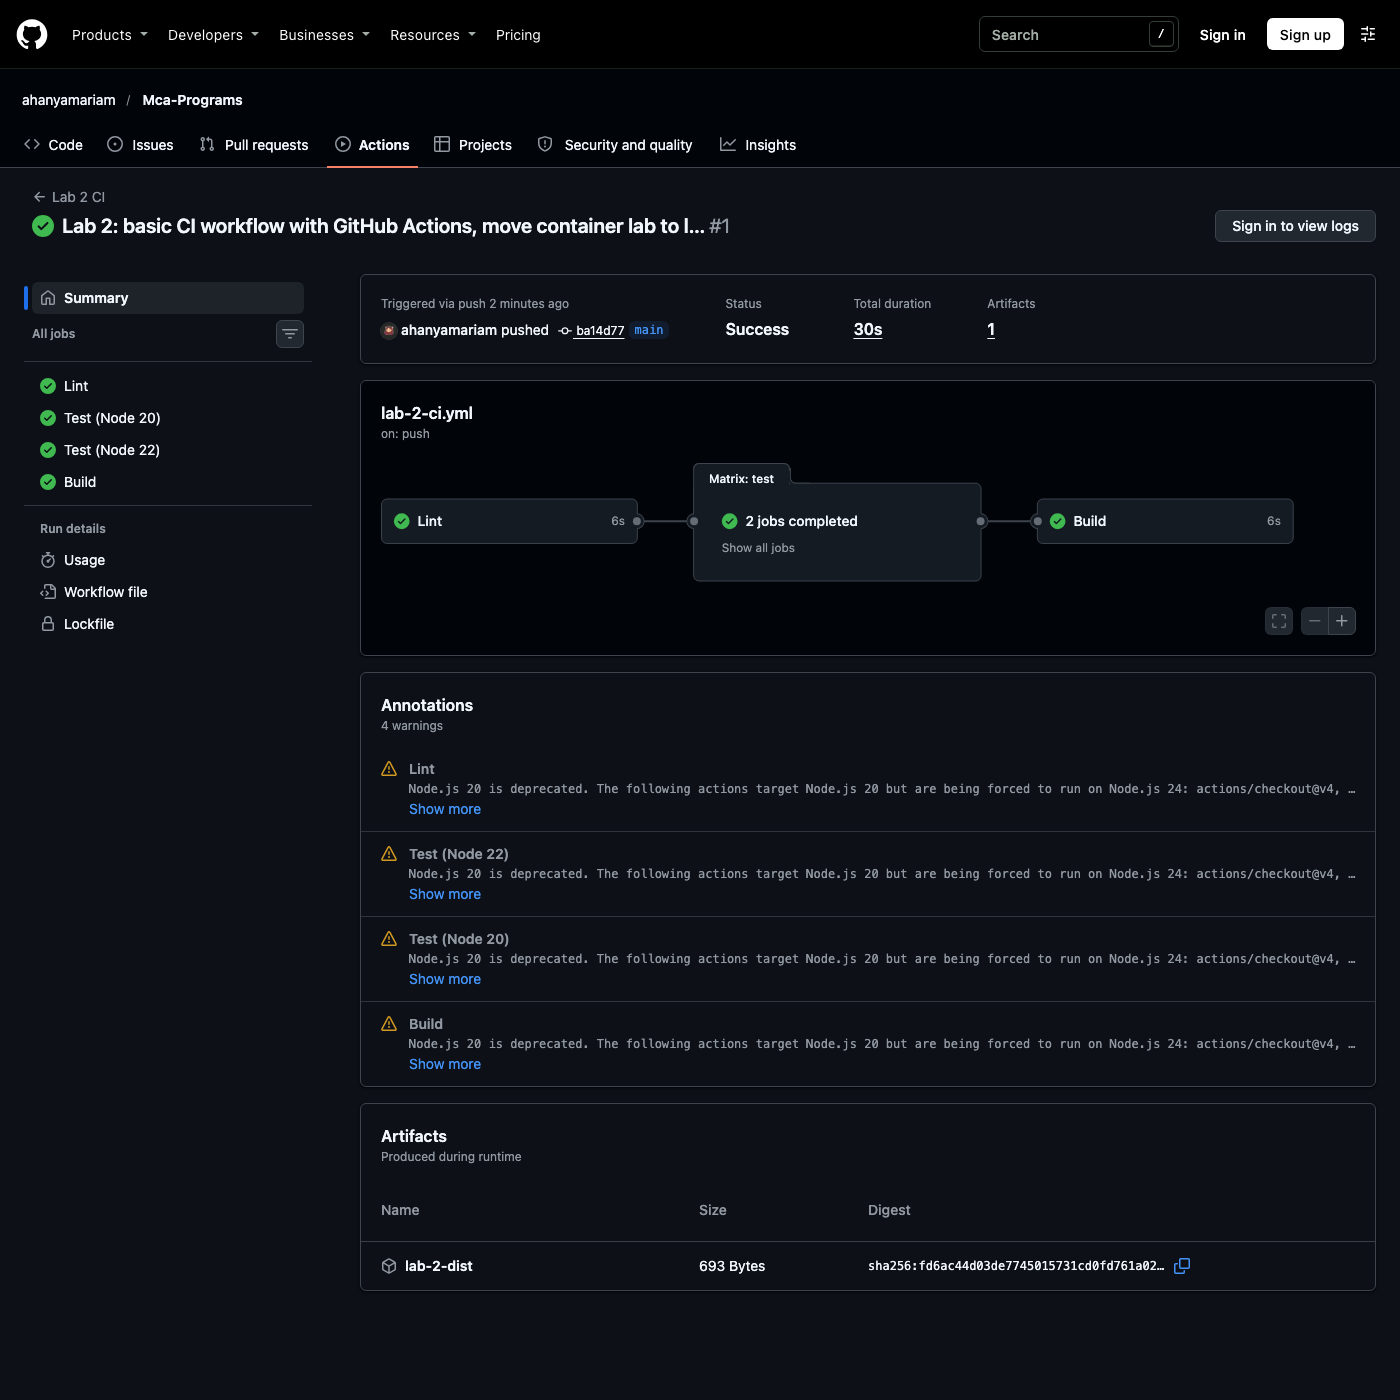 Products Developers Businesses Resources Pricing Search / Sign in Sign up
ahanyamariam / Mca-Programs
Code Issues Pull requests Actions Projects Security and quality Insights
Lab 2 CI
Lab 2: basic CI workflow with GitHub Actions, move container lab to l... #1
Sign in to view logs
Summary
All jobs
Lint
Test (Node 20)
Test (Node 22)
Build
Run details
Usage
Workflow file
Lockfile
Triggered via push 2 minutes ago
ahanyamariam pushed ba14d77 main
Status
Success
Total duration
30s
Artifacts
1
lab-2-ci.yml
on: push
Lint 6s
Matrix: test
2 jobs completed
Show all jobs
Build 6s
Annotations
4 warnings
Lint
Node.js 20 is deprecated. The following actions target Node.js 20 but are being forced to run on Node.js 24: actions/checkout@v4, …
Show more
Test (Node 22)
Node.js 20 is deprecated. The following actions target Node.js 20 but are being forced to run on Node.js 24: actions/checkout@v4, …
Show more
Test (Node 20)
Node.js 20 is deprecated. The following actions target Node.js 20 but are being forced to run on Node.js 24: actions/checkout@v4, …
Show more
Build
Node.js 20 is deprecated. The following actions target Node.js 20 but are being forced to run on Node.js 24: actions/checkout@v4, …
Show more
Artifacts
Produced during runtime
Name Size Digest
lab-2-dist 693 Bytes sha256:fd6ac44d03de7745015731cd0fd761a02…